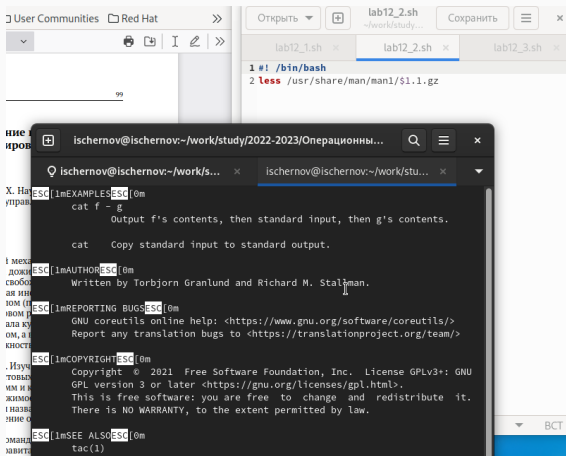 User Communities Red Hat »
Открыть
lab12_2.sh
~/work/study…
Сохранить
lab12_1.sh lab12_2.sh lab12_3.sh
99
1 #! /bin/bash
2 less /usr/share/man/man1/$1.1.gz
ischernov@ischernov:~/work/study/2022-2023/Операционны…
ischernov@ischernov:~/work/s… ischernov@ischernov:~/work/stu…
ESC[1mEXAMPLESESC[0m
cat f - g
Output f's contents, then standard input, then g's contents.
cat Copy standard input to standard output.
ESC[1mAUTHORESC[0m
Written by Torbjorn Granlund and Richard M. Stallman.
ESC[1mREPORTING BUGSESC[0m
GNU coreutils online help: <https://www.gnu.org/software/coreutils/>
Report any translation bugs to <https://translationproject.org/team/>
ESC[1mCOPYRIGHTESC[0m
Copyright © 2021 Free Software Foundation, Inc. License GPLv3+: GNU
GPL version 3 or later <https://gnu.org/licenses/gpl.html>.
This is free software: you are free to change and redistribute it.
There is NO WARRANTY, to the extent permitted by law.
ESC[1mSEE ALSOESC[0m
tac(1)
ВСТ